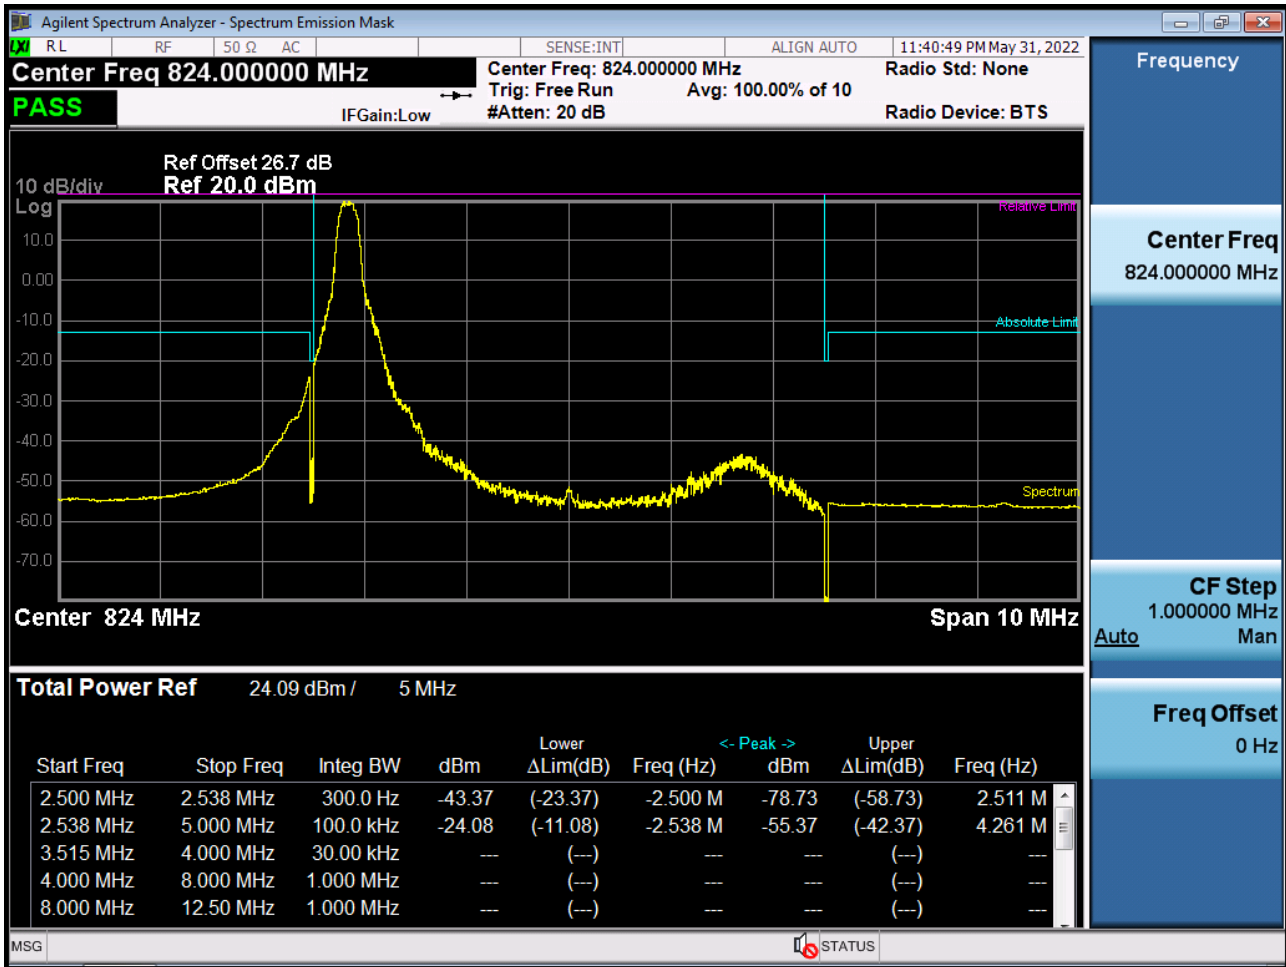 Agilent Spectrum Analyzer - Spectrum Emission Mask
LXI RL RF 50 Ω AC SENSE:INT ALIGN AUTO 11:40:49 PM May 31, 2022
Center Freq 824.000000 MHz
PASS
IFGain:Low
Center Freq: 824.000000 MHz
Trig: Free Run Avg: 100.00% of 10
#Atten: 20 dB
Radio Std: None
Radio Device: BTS
Ref Offset 26.7 dB
10 dB/div Ref 20.0 dBm
Log
Relative Limit
10.0
0.00
-10.0
Absolute Limit
-20.0
-30.0
-40.0
-50.0
Spectrum
-60.0
-70.0
Center 824 MHz Span 10 MHz
Total Power Ref 24.09 dBm / 5 MHz
Lower <- Peak -> Upper
Start Freq Stop Freq Integ BW dBm ΔLim(dB) Freq (Hz) dBm ΔLim(dB) Freq (Hz)
2.500 MHz 2.538 MHz 300.0 Hz -43.37 (-23.37) -2.500 M -78.73 (-58.73) 2.511 M
2.538 MHz 5.000 MHz 100.0 kHz -24.08 (-11.08) -2.538 M -55.37 (-42.37) 4.261 M
3.515 MHz 4.000 MHz 30.00 kHz --- (---) --- --- (---) ---
4.000 MHz 8.000 MHz 1.000 MHz --- (---) --- --- (---) ---
8.000 MHz 12.50 MHz 1.000 MHz --- (---) --- --- (---) ---
MSG STATUS
Frequency
Center Freq
824.000000 MHz
CF Step
1.000000 MHz
Auto Man
Freq Offset
0 Hz